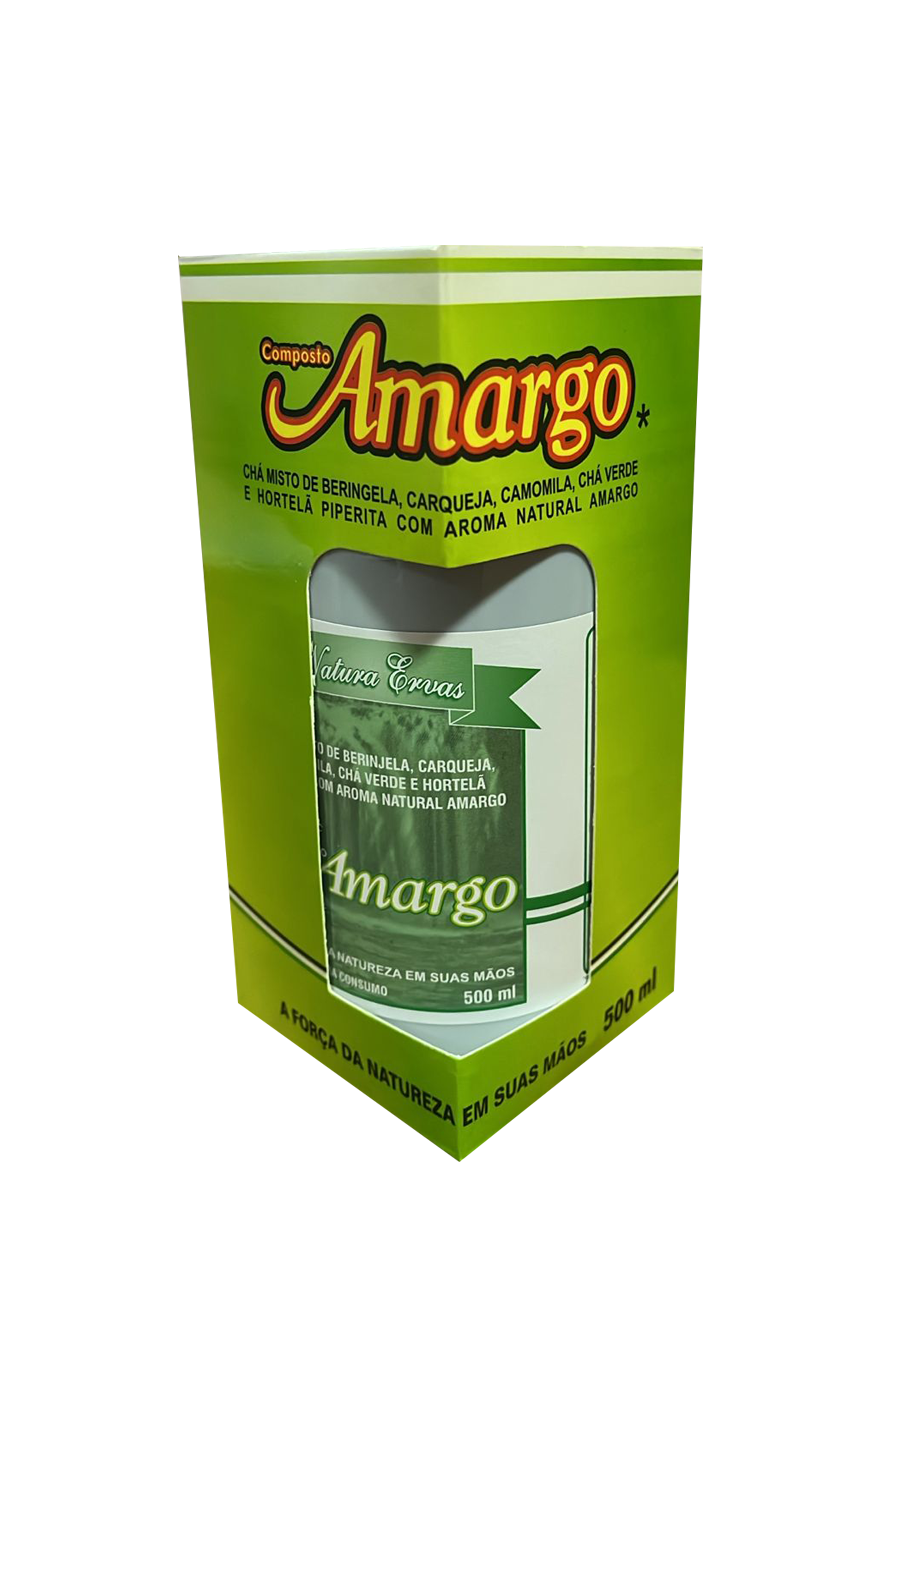 Composto
Amargo*
CHÁ MISTO DE BERINGELA, CARQUEJA, CAMOMILA, CHÁ VERDE
E HORTELÃ PIPERITA COM AROMA NATURAL AMARGO
Natura Ervas
DE BERINJELA, CARQUEJA,
CHÁ VERDE E HORTELÃ
AROMA NATURAL AMARGO
Amargo
A NATUREZA EM SUAS MÃOS
A CONSUMO
500 ml
A FORÇA DA NATUREZA EM SUAS MÃOS 500 ml